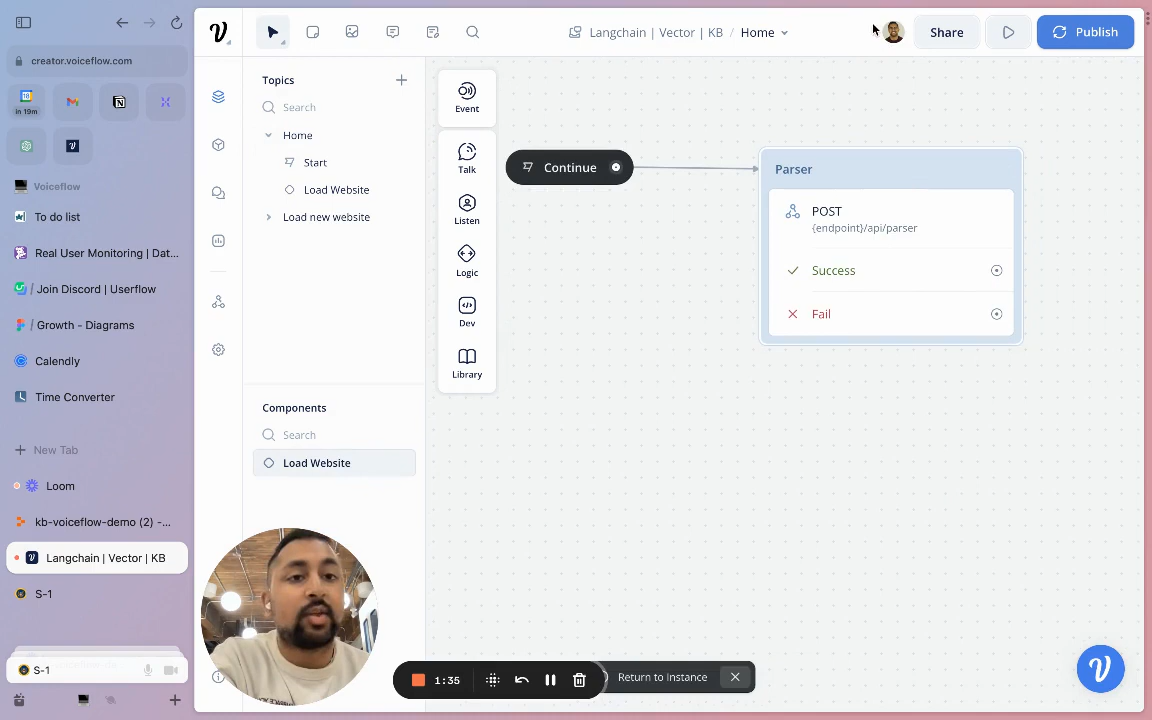 creator.voiceflow.com
18
in 19m
Voiceflow
To do list
Real User Monitoring | Dat...
/ Join Discord | Userflow
/ Growth - Diagrams
Calendly
Time Converter
New Tab
Loom
kb-voiceflow-demo (2) -...
Langchain | Vector | KB
S-1
S-1
Langchain | Vector | KB / Home
Share
Publish
Topics
Search
Home
Start
Load Website
Load new website
Components
Search
Load Website
Event
Talk
Listen
Logic
Dev
Library
Continue
Parser
POST
{endpoint}/api/parser
Success
Fail
1:35
Return to Instance